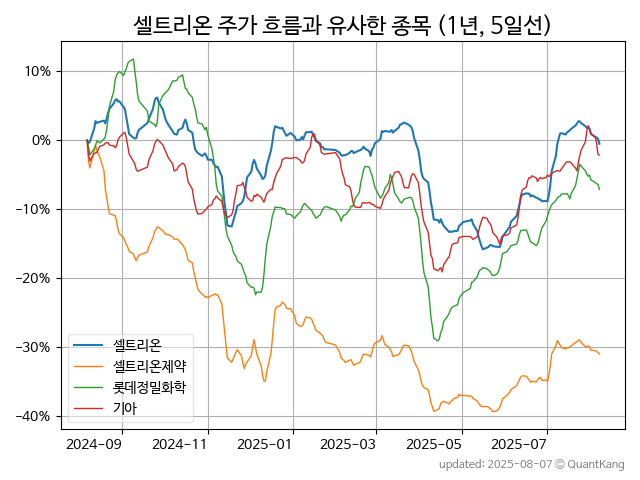 셀트리온 주가 흐름과 유사한 종목 (1년, 5일선)
10%
0%
−10%
−20%
−30%
−40%
셀트리온
셀트리온제약
롯데정밀화학
기아
2024-09
2024-11
2025-01
2025-03
2025-05
2025-07
updated: 2025-08-07 © QuantKang